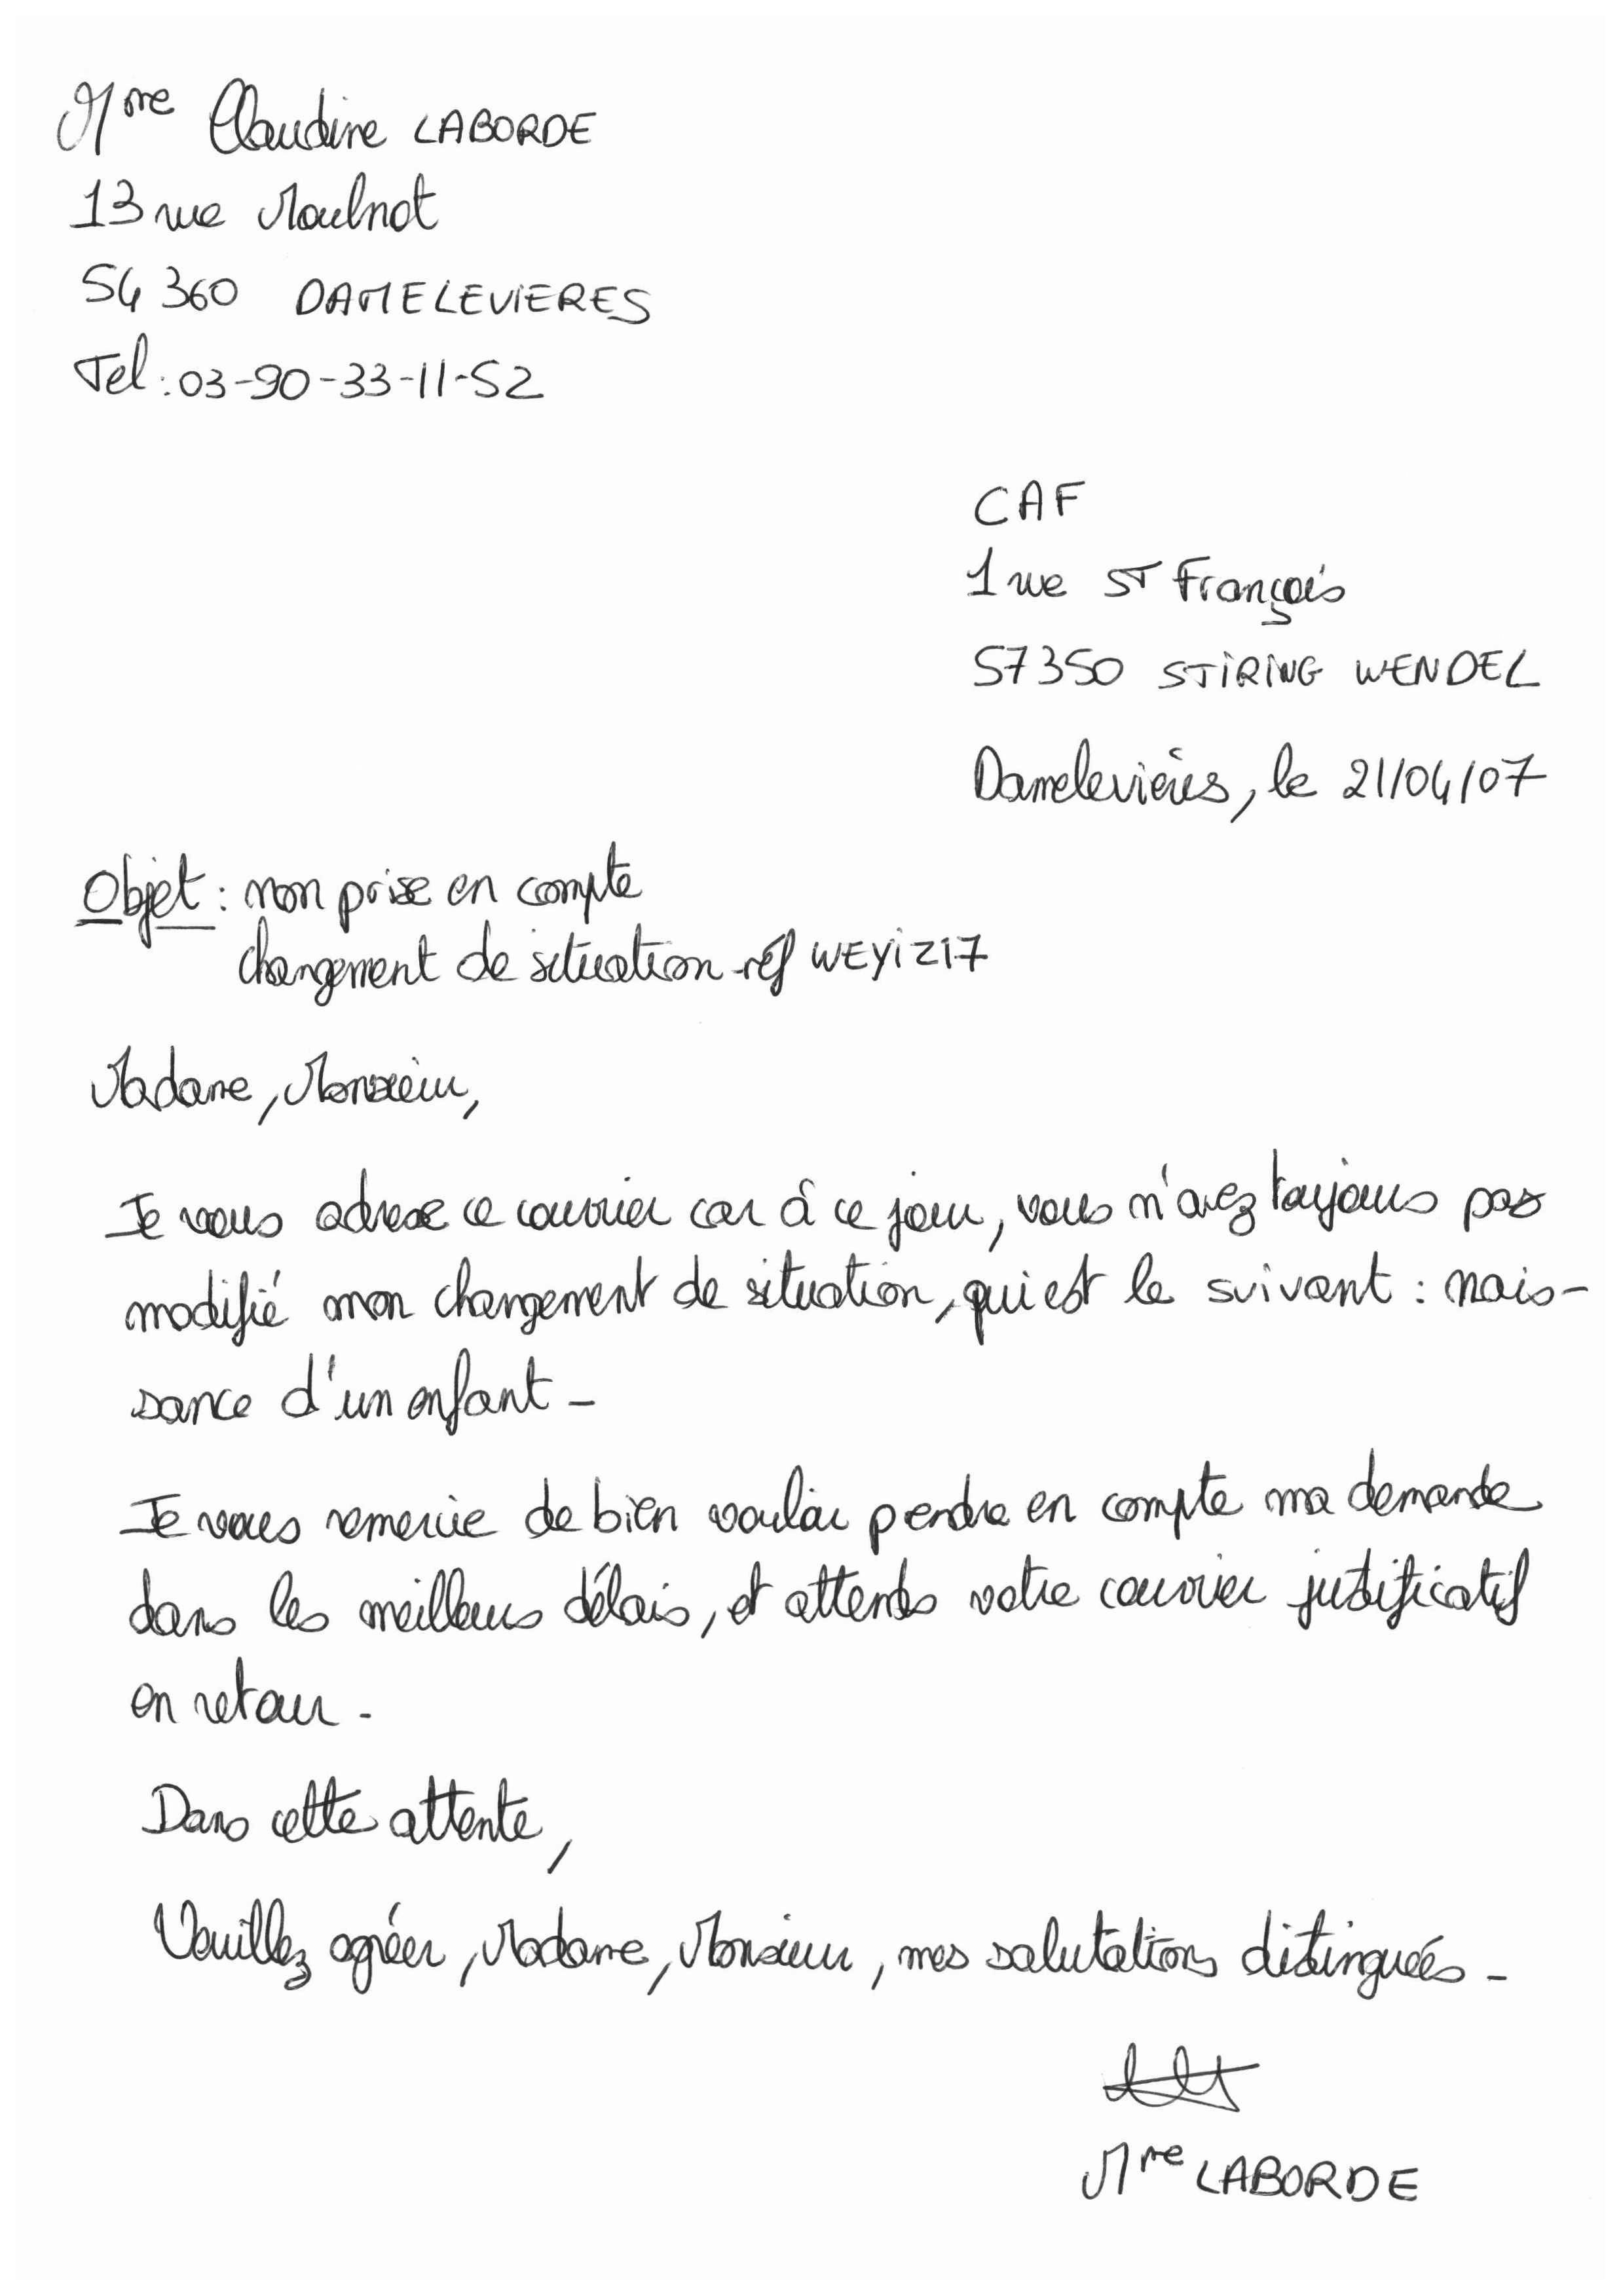 Mme Claudine LABORDE
13 rue Moulnot
54 360 DAMELEVIERES
Tel : 03-90-33-11-52
CAF
1 rue ST François
57350 STIRING WENDEL
Damelevières, le 21/04/07
Objet : non prise en compte
changement de situation réf WEYIZ17
Madame, Monsieur,
Je vous adresse ce courrier car à ce jour, vous n'avez toujours pas
modifié mon changement de situation, qui est le suivant : nais-
sance d'un enfant -
Je vous remercie de bien vouloir pendre en compte ma demande
dans les meilleurs délais, et attends votre courrier justificatif
en retour -
Dans cette attente,
Veuillez agréer, Madame, Monsieur, mes salutations distinguées -
Mme LABORDE